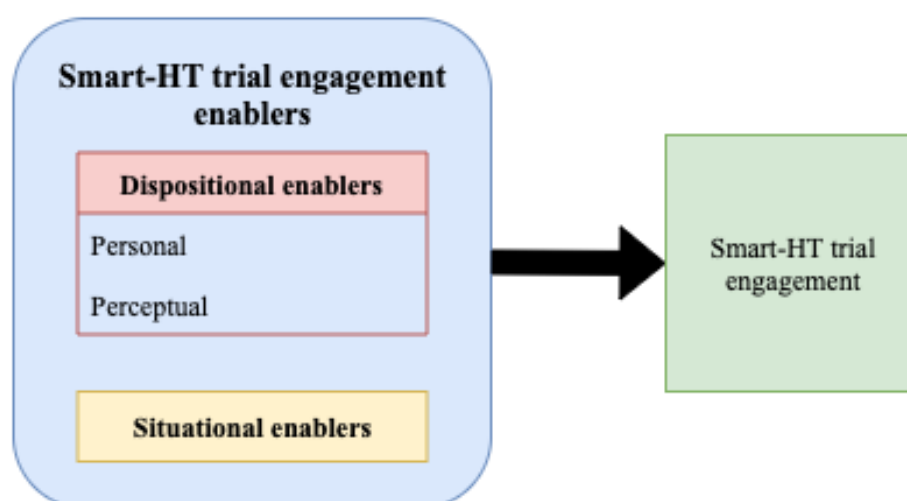 Smart-HT trial engagement
enablers
Dispositional enablers
Personal
Perceptual
Situational enablers
Smart-HT trial
engagement